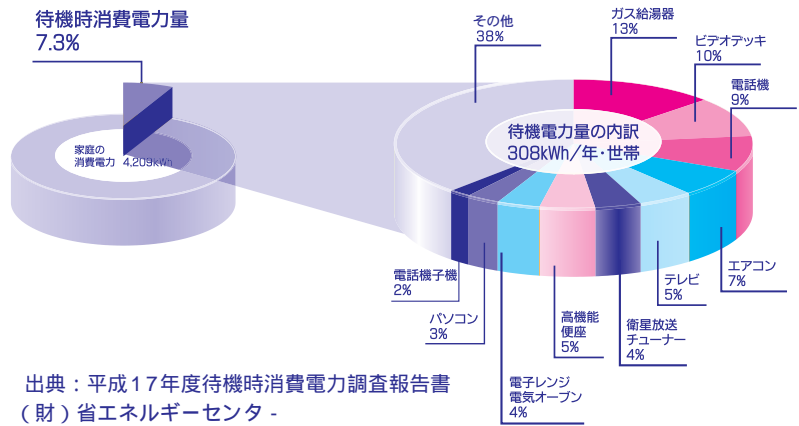 待機時消費電力量
7.3%
家庭の
消費電力 4,209kWh
待機電力量の内訳
308kWh/年・世帯
その他
38%
ガス給湯器
13%
ビデオデッキ
10%
電話機
9%
エアコン
7%
テレビ
5%
衛星放送
チューナー
4%
高機能
便座
5%
電子レンジ
電気オーブン
4%
パソコン
3%
電話機子機
2%
出典：平成17年度待機時消費電力調査報告書
（財）省エネルギーセンタ-